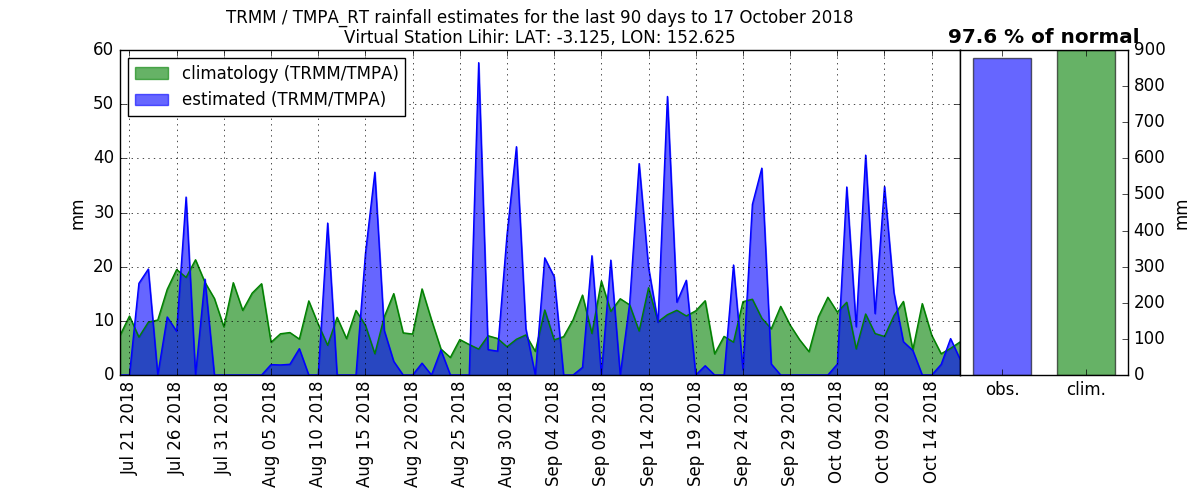 TRMM / TMPA_RT rainfall estimates for the last 90 days to 17 October 2018
Virtual Station Lihir: LAT: -3.125, LON: 152.625
97.6 % of normal
climatology (TRMM/TMPA)
estimated (TRMM/TMPA)
60
50
40
30
20
10
0
mm
900
800
700
600
500
400
300
200
100
0
mm
obs.
clim.
Jul 21 2018
Jul 26 2018
Jul 31 2018
Aug 05 2018
Aug 10 2018
Aug 15 2018
Aug 20 2018
Aug 25 2018
Aug 30 2018
Sep 04 2018
Sep 09 2018
Sep 14 2018
Sep 19 2018
Sep 24 2018
Sep 29 2018
Oct 04 2018
Oct 09 2018
Oct 14 2018